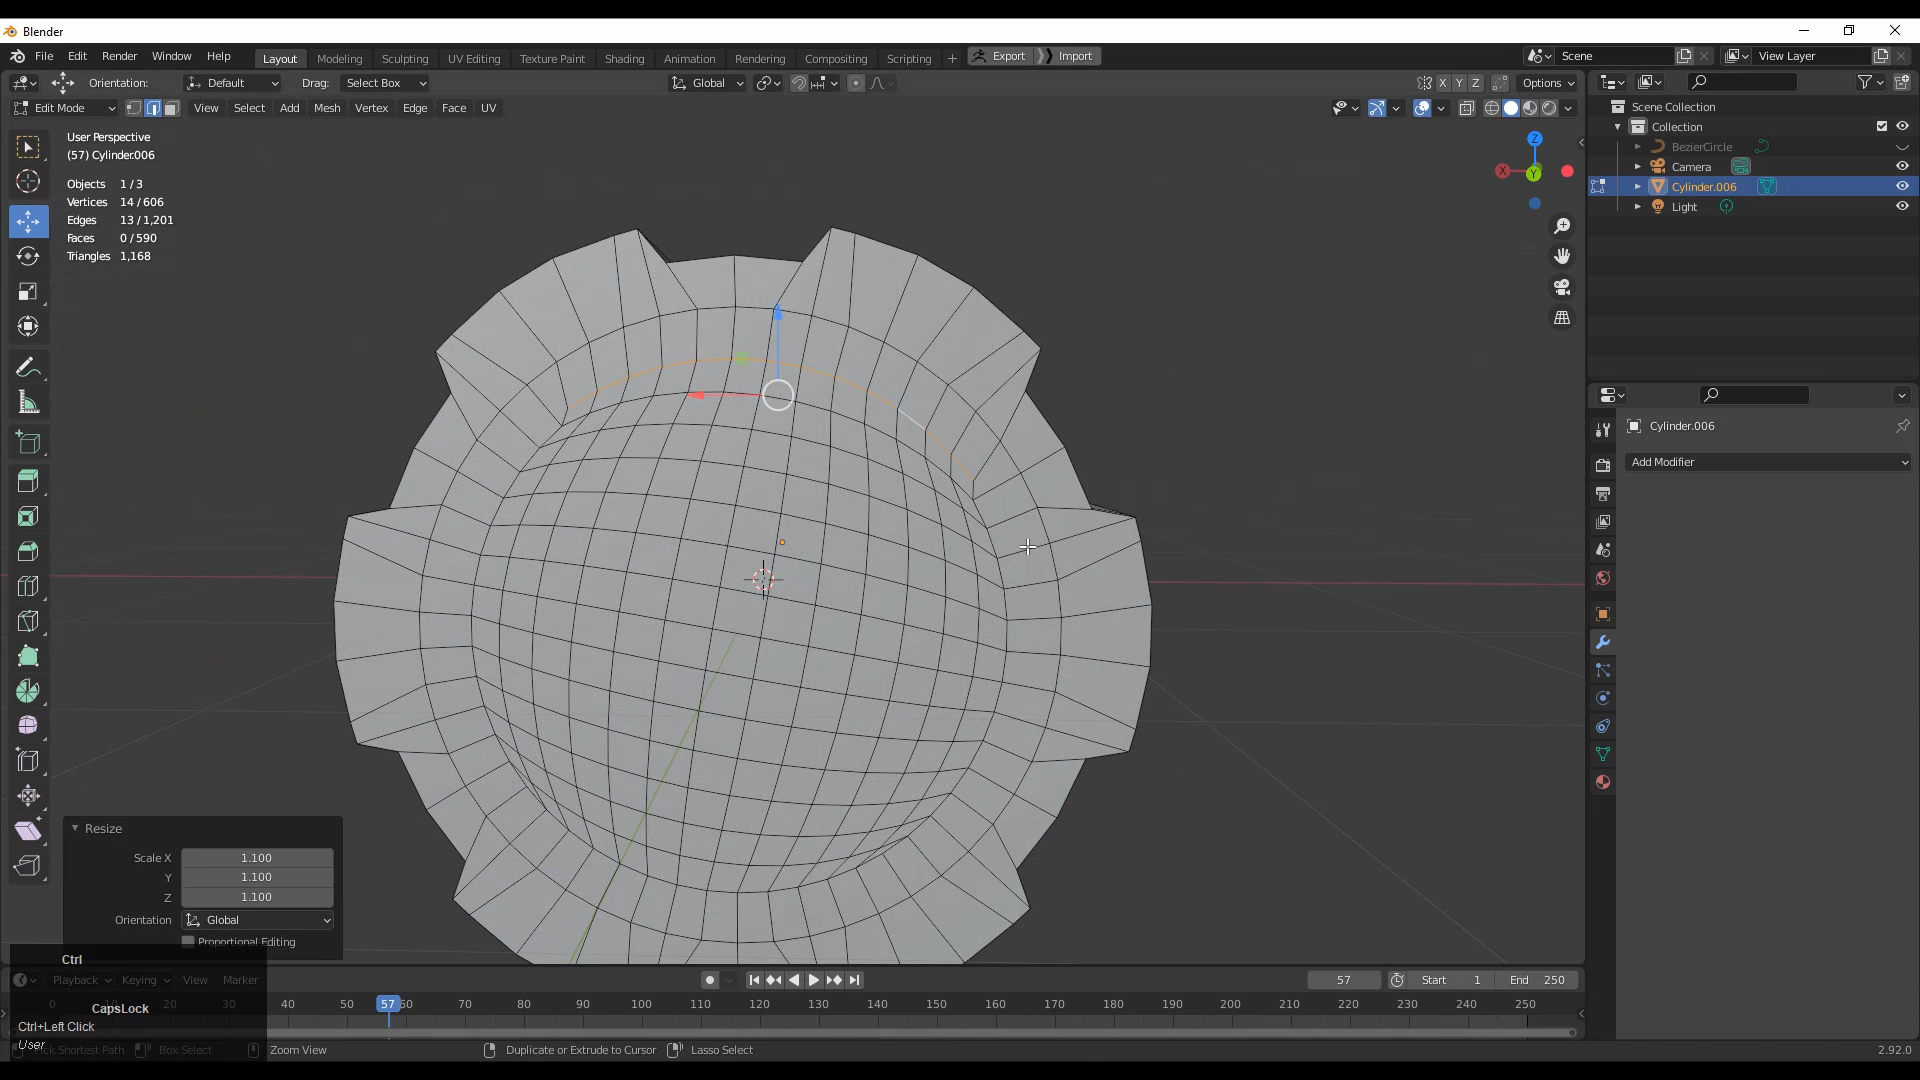 Blender
File Edit Render Window Help
Layout Modeling Sculpting UV Editing Texture Paint Shading Animation Rendering Compositing Scripting + Export Import
Scene View Layer
Orientation: Default Drag: Select Box Global X Y Z Options
Edit Mode View Select Add Mesh Vertex Edge Face UV
User Perspective
(57) Cylinder.006
Objects 1 / 3
Vertices 14 / 606
Edges 13 / 1,201
Faces 0 / 590
Triangles 1,168
Z
X
Y
Scene Collection
Collection
BezierCircle
Camera
Cylinder.006
Light
Cylinder.006
Add Modifier
Resize
Scale X 1.100
Y 1.100
Z 1.100
Orientation Global
Proportional Editing
Ctrl
CapsLock
Ctrl+Left Click
User
Playback Keying View Marker
57 Start 1 End 250
0 10 20 30 40 50 57 60 70 80 90 100 110 120 130 140 150 160 170 180 190 200 210 220 230 240 250
Pick Shortest Path Box Select Zoom View Duplicate or Extrude to Cursor Lasso Select
2.92.0